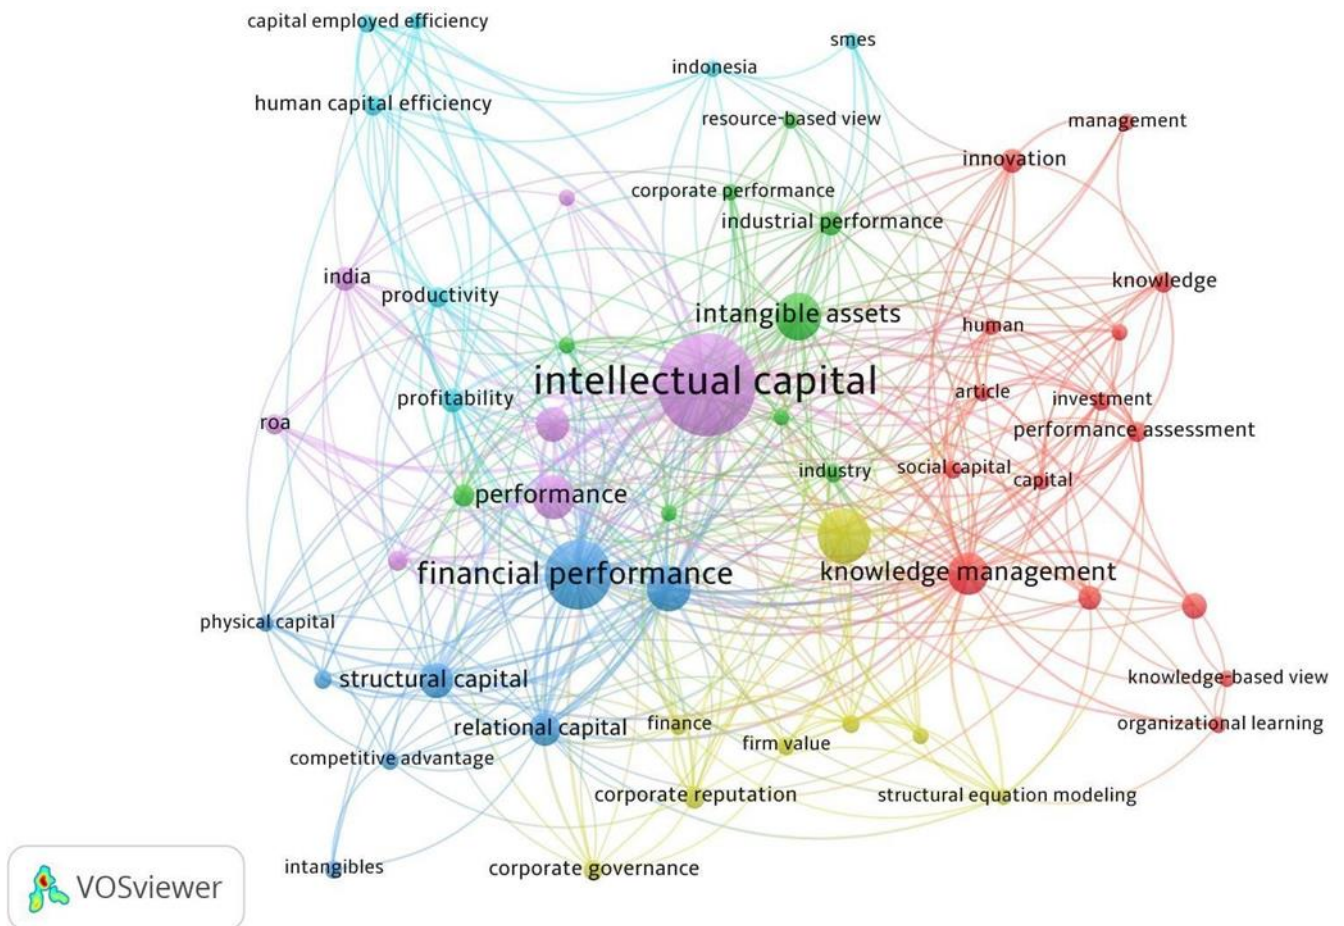 capital employed efficiency
smes
indonesia
human capital efficiency
resource-based view
management
innovation
corporate performance
industrial performance
india
productivity
knowledge
intangible assets
human
intellectual capital
article
investment
profitability
roa
performance assessment
industry
social capital
capital
performance
financial performance
knowledge management
physical capital
structural capital
knowledge-based view
relational capital
finance
organizational learning
firm value
competitive advantage
corporate reputation
structural equation modeling
intangibles
corporate governance
VOSviewer